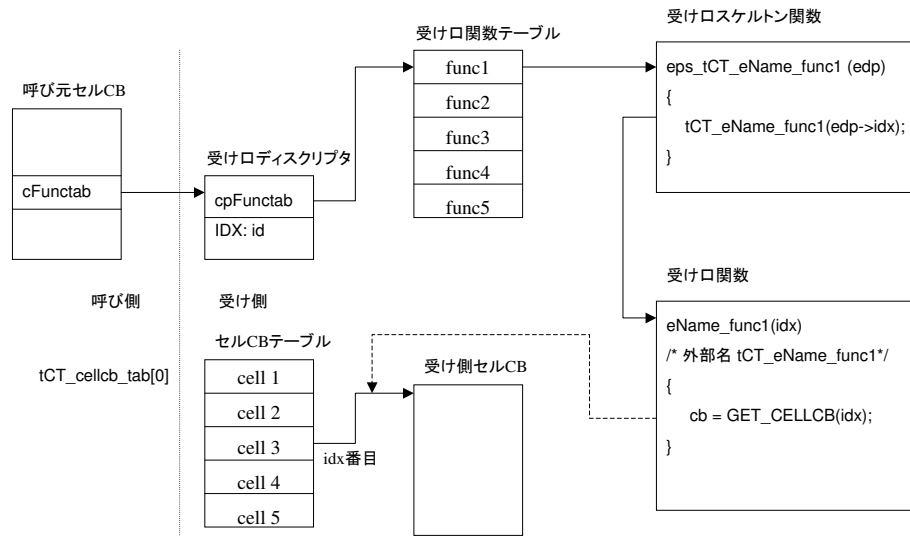 呼び元セルCB
cFunctab
呼び側
tCT_cellcb_tab[0]
受け口ディスクリプタ
cpFunctab
IDX: id
受け側
セルCBテーブル
cell 1
cell 2
cell 3
cell 4
cell 5
idx番目
受け口関数テーブル
func1
func2
func3
func4
func5
受け側セルCB
受け口スケルトン関数
eps_tCT_eName_func1 (edp)
{
tCT_eName_func1(edp->idx);
}
受け口関数
eName_func1(idx)
/* 外部名 tCT_eName_func1*/
{
cb = GET_CELLCB(idx);
}